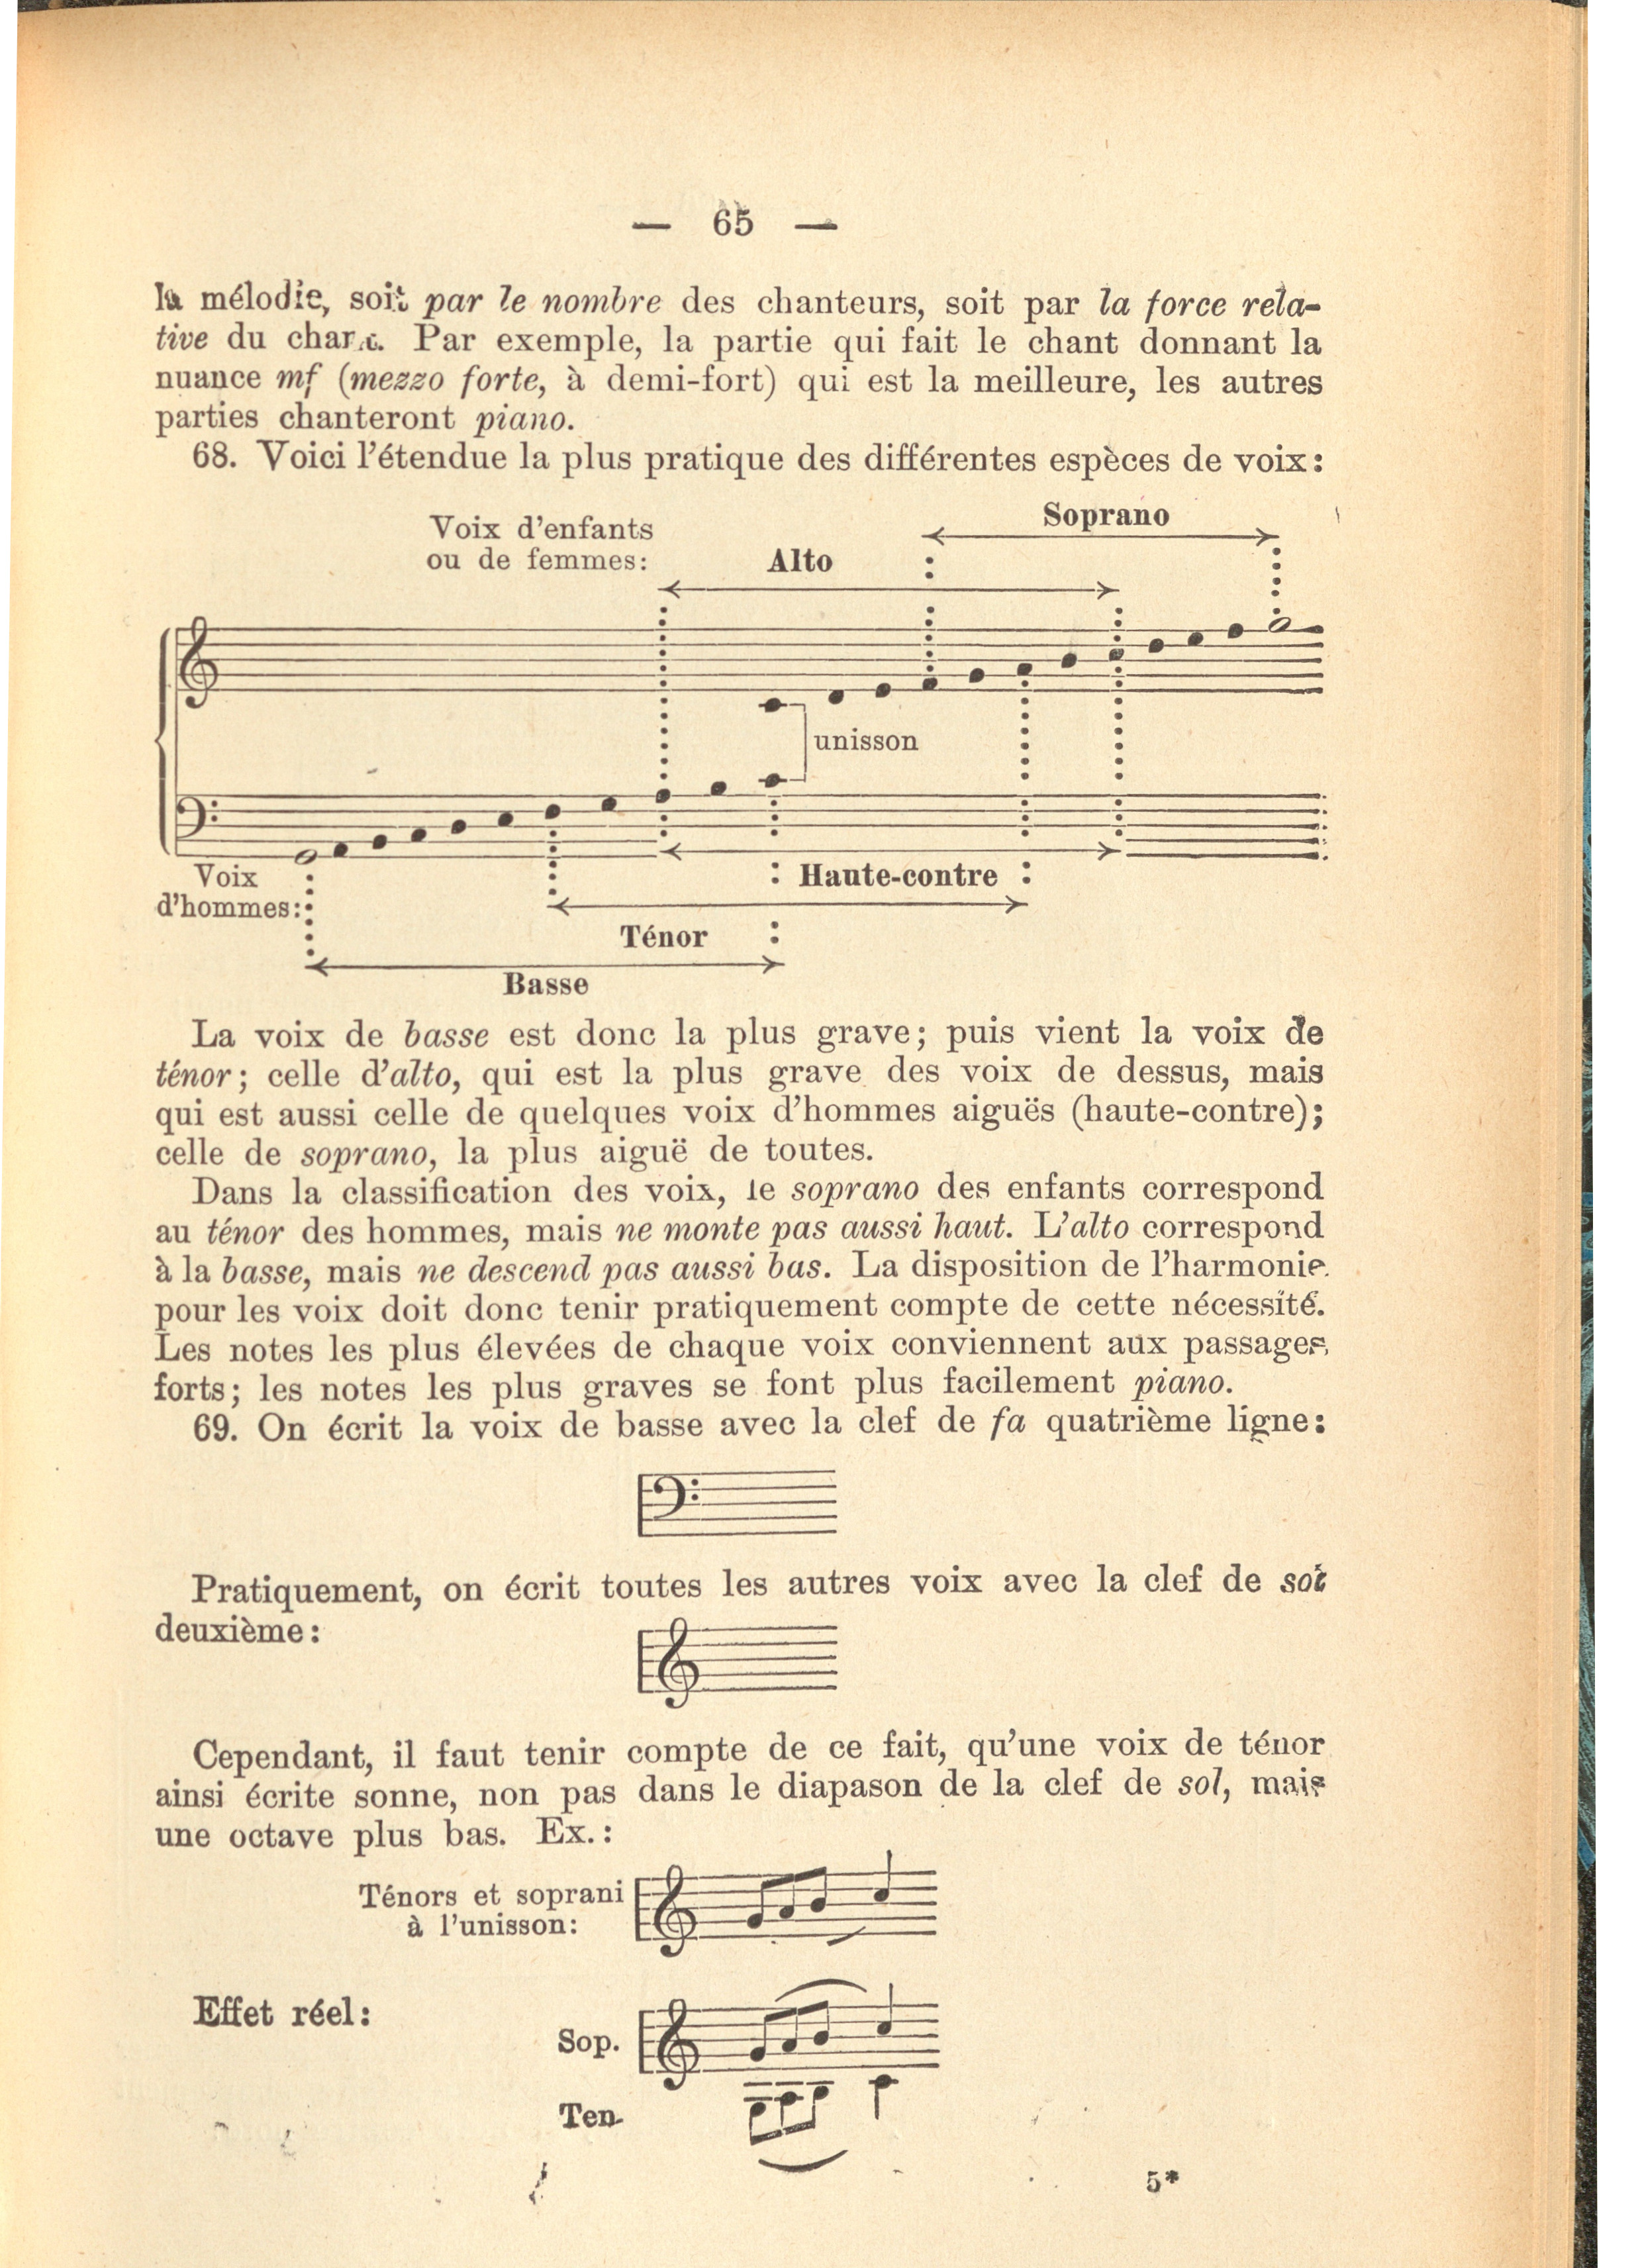 — 65 —
la mélodie, soit par le nombre des chanteurs, soit par la force rela-
tive du chant. Par exemple, la partie qui fait le chant donnant la
nuance mf (mezzo forte, à demi-fort) qui est la meilleure, les autres
parties chanteront piano.
68. Voici l'étendue la plus pratique des différentes espèces de voix:
Soprano
Voix d'enfants
ou de femmes:
Alto
unisson
Voix
d'hommes:
Haute-contre
Ténor
Basse
La voix de basse est donc la plus grave; puis vient la voix de
ténor; celle d'alto, qui est la plus grave des voix de dessus, mais
qui est aussi celle de quelques voix d'hommes aiguës (haute-contre);
celle de soprano, la plus aiguë de toutes.
Dans la classification des voix, le soprano des enfants correspond
au ténor des hommes, mais ne monte pas aussi haut. L'alto correspond
à la basse, mais ne descend pas aussi bas. La disposition de l'harmonie
pour les voix doit donc tenir pratiquement compte de cette nécessité.
Les notes les plus élevées de chaque voix conviennent aux passages
forts; les notes les plus graves se font plus facilement piano.
69. On écrit la voix de basse avec la clef de fa quatrième ligne:
Pratiquement, on écrit toutes les autres voix avec la clef de sol
deuxième:
Cependant, il faut tenir compte de ce fait, qu'une voix de ténor
ainsi écrite sonne, non pas dans le diapason de la clef de sol, mais
une octave plus bas. Ex.:
Ténors et soprani
à l'unisson:
Effet réel:
Sop.
Ten.
5*